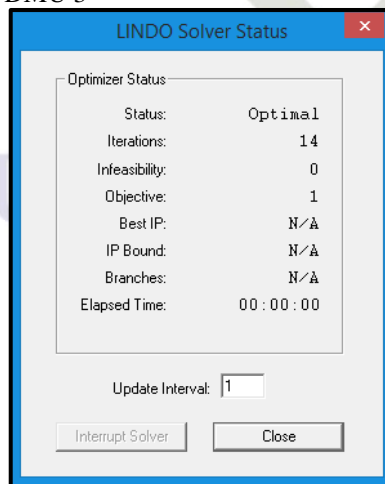 LINDO Solver Status
Optimizer Status
Status: Optimal
Iterations: 14
Infeasibility: 0
Objective: 1
Best IP: N/A
IP Bound: N/A
Branches: N/A
Elapsed Time: 00:00:00
Update Interval: 1
Interrupt Solver Close